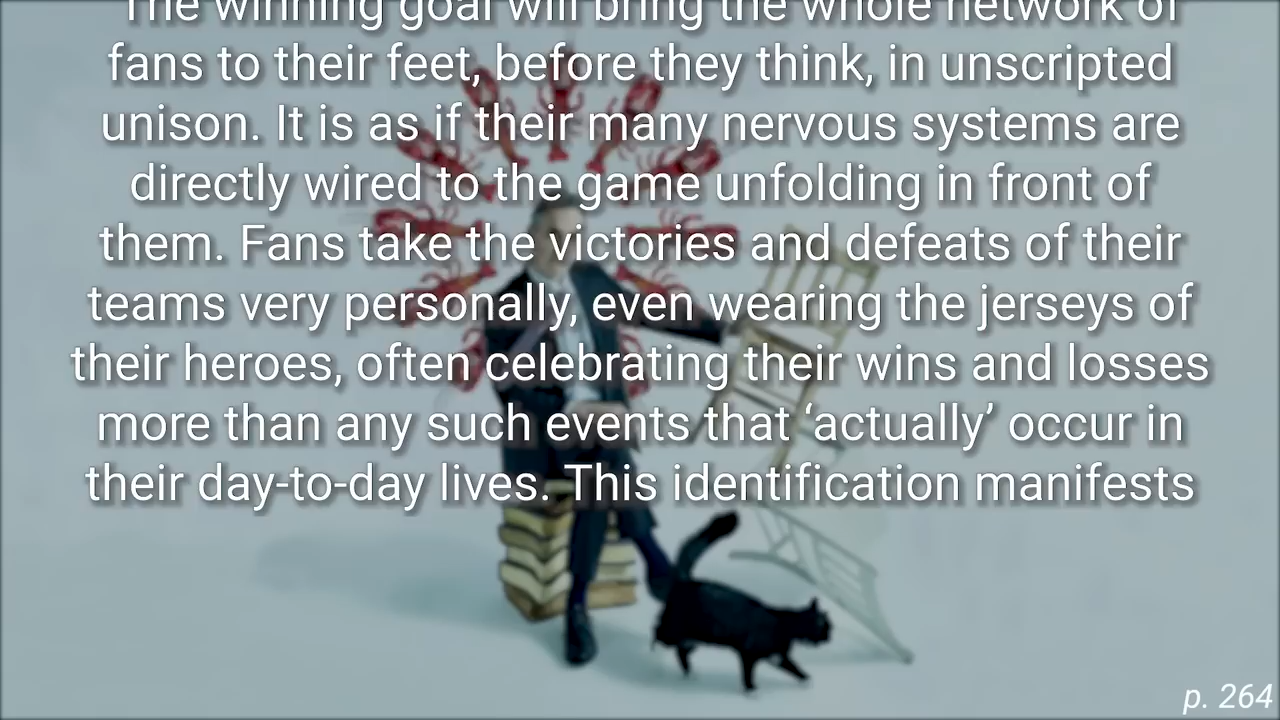 The winning goal will bring the whole network of
fans to their feet, before they think, in unscripted
unison. It is as if their many nervous systems are
directly wired to the game unfolding in front of
them. Fans take the victories and defeats of their
teams very personally, even wearing the jerseys of
their heroes, often celebrating their wins and losses
more than any such events that ‘actually’ occur in
their day-to-day lives. This identification manifests
p. 264